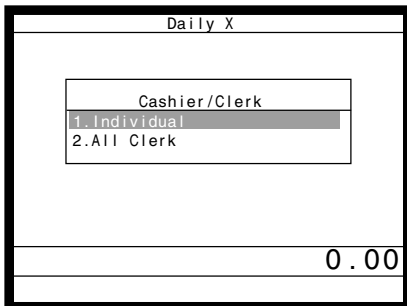 Daily X
Cashier/Clerk
1.Individual
2.All Clerk
0.00